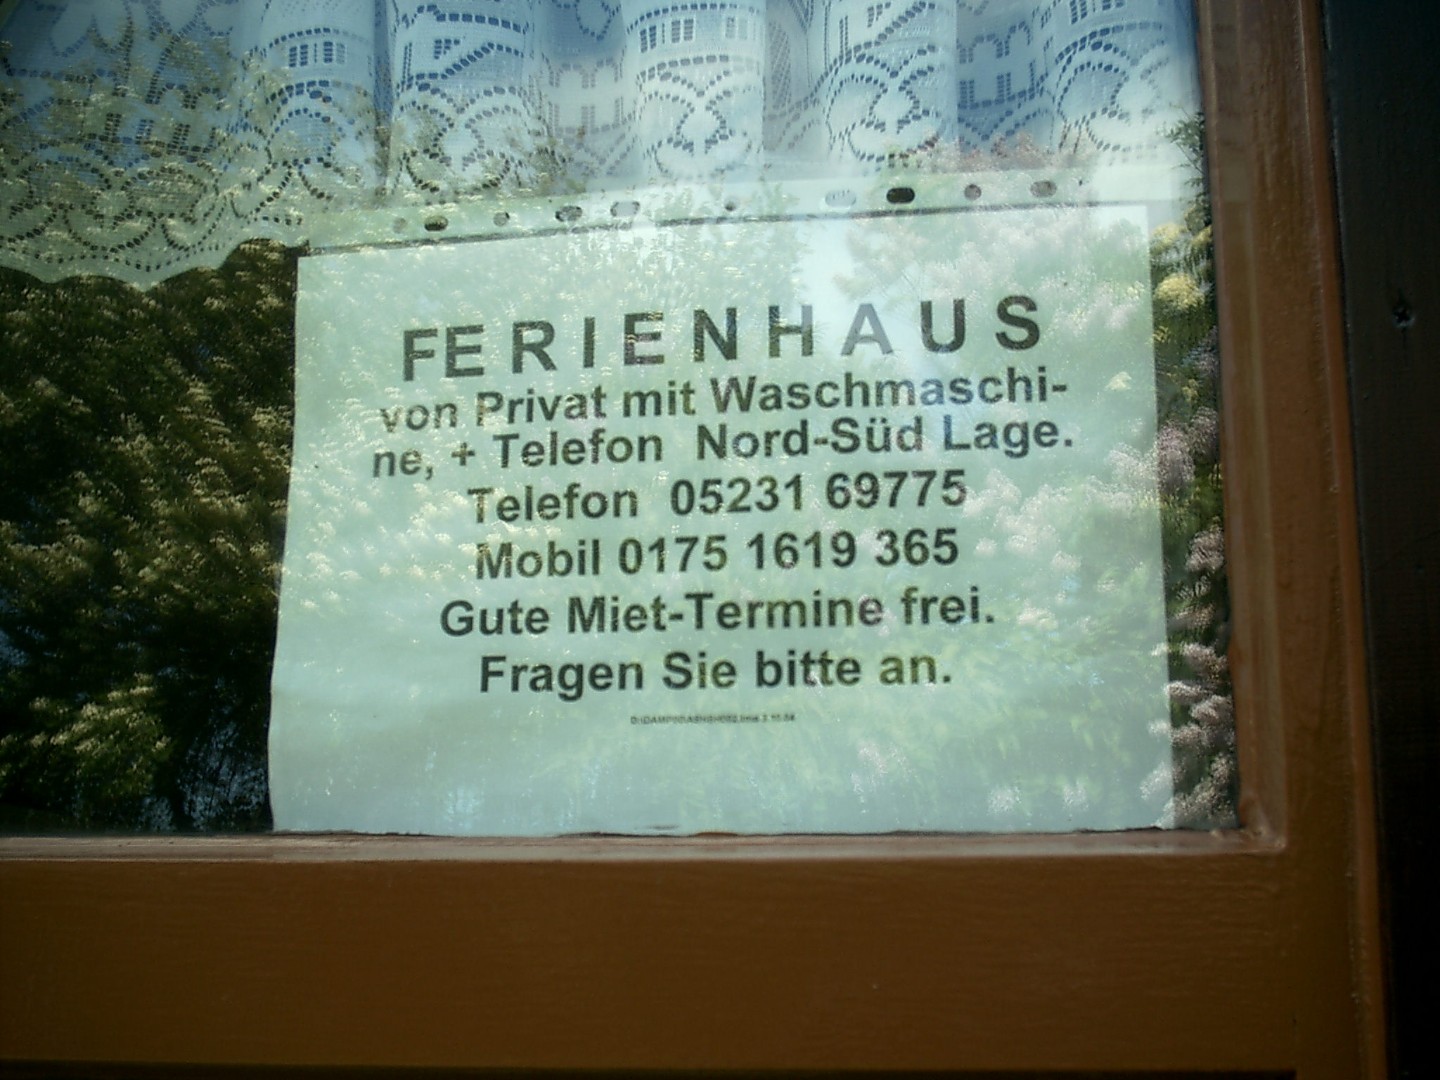 FERIENHAUS
von Privat mit Waschmaschi-
ne, + Telefon Nord-Süd Lage.
Telefon 05231 69775
Mobil 0175 1619 365
Gute Miet-Termine frei.
Fragen Sie bitte an.